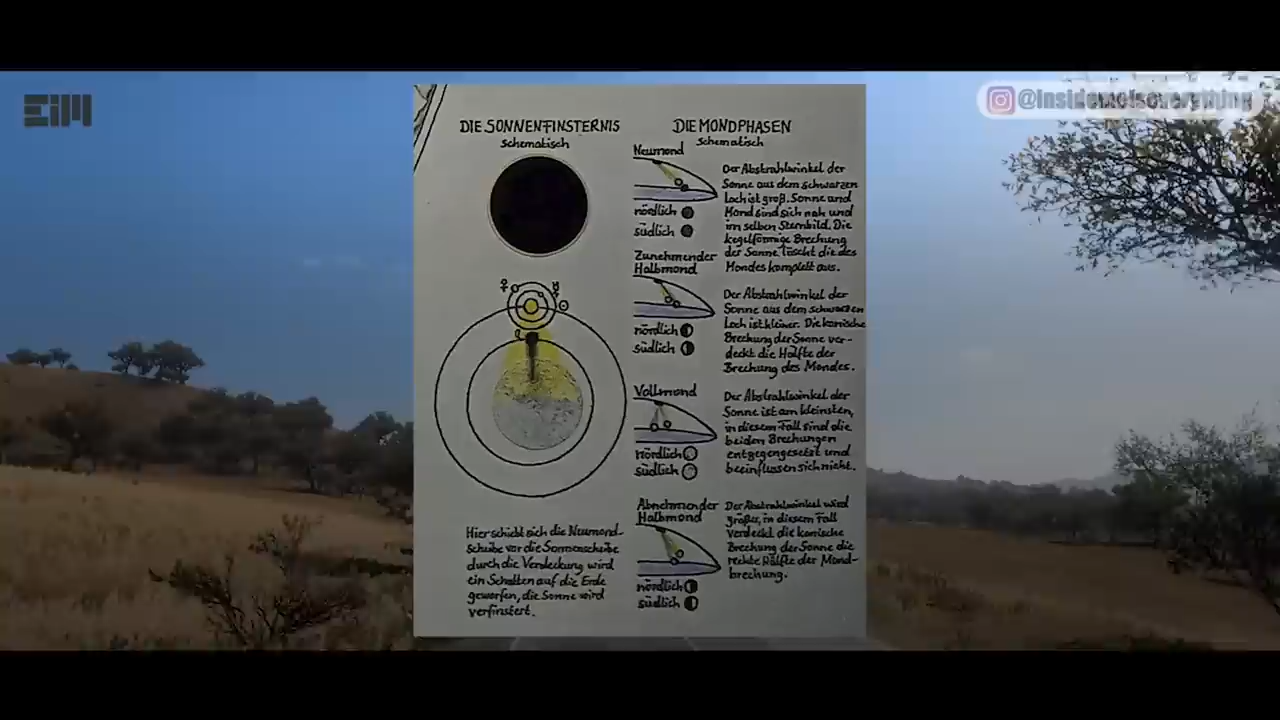 EiM
@insidemeiseverything
DIE SONNENFINSTERNIS
schematisch
Hier schiebt sich die Neumond-
scheibe vor die Sonnenscheibe
durch die Verdeckung wird
ein Schatten auf die Erde
geworfen, die Sonne wird
verfinstert.
DIE MONDPHASEN
schematisch
Neumond
nördlich
südlich
Der Abstrahlwinkel der
Sonne aus dem schwarzen
Loch ist groß. Sonne und
Mond sind sich nah und
im selben Sternbild. Die
kegelförmige Brechung
der Sonne löscht die des
Mondes komplett aus.
Zunehmender
Halbmond
nördlich
südlich
Der Abstrahlwinkel der
Sonne aus dem schwarzen
Loch ist kleiner. Die konische
Brechung der Sonne ver-
deckt die Hälfte der
Brechung des Mondes.
Vollmond
nördlich
südlich
Der Abstrahlwinkel der
Sonne ist am kleinsten,
in diesem Fall sind die
beiden Brechungen
entgegengesetzt und
beeinflussen sich nicht.
Abnehmender
Halbmond
nördlich
südlich
Der Abstrahlwinkel wird
größer, in diesem Fall
verdeckt die konische
Brechung der Sonne die
rechte Hälfte der Mond-
brechung.